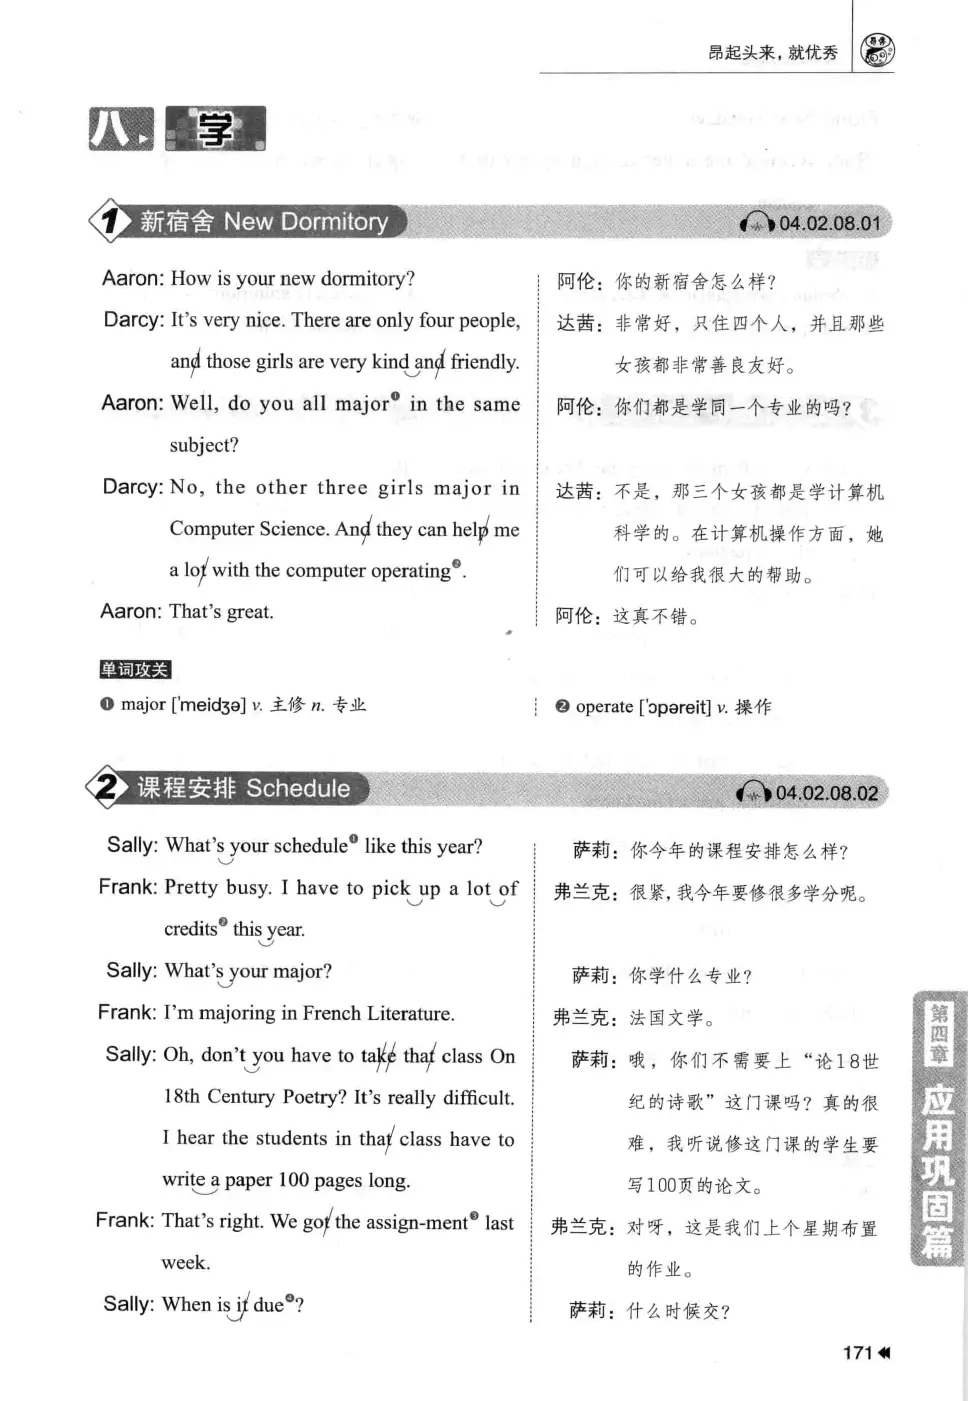 昂起头来，就优秀
八 学
1 新宿舍 New Dormitory 04.02.08.01
Aaron: How is your new dormitory?
Darcy: It's very nice. There are only four people,
and those girls are very kind and friendly.
Aaron: Well, do you all major❶ in the same
subject?
Darcy: No, the other three girls major in
Computer Science. And they can help me
a lot with the computer operating❷.
Aaron: That's great.
阿伦：你的新宿舍怎么样？
达茜：非常好，只住四个人，并且那些
女孩都非常善良友好。
阿伦：你们都是学同一个专业的吗？
达茜：不是，那三个女孩都是学计算机
科学的。在计算机操作方面，她
们可以给我很大的帮助。
阿伦：这真不错。
单词攻关
❶ major ['meidʒə] v. 主修 n. 专业
❷ operate ['ɔpəreit] v. 操作
2 课程安排 Schedule 04.02.08.02
Sally: What's your schedule❶ like this year?
Frank: Pretty busy. I have to pick up a lot of
credits❷ this year.
Sally: What's your major?
Frank: I'm majoring in French Literature.
Sally: Oh, don't you have to take that class On
18th Century Poetry? It's really difficult.
I hear the students in that class have to
write a paper 100 pages long.
Frank: That's right. We got the assign-ment❸ last
week.
Sally: When is it due❹?
萨莉：你今年的课程安排怎么样？
弗兰克：很紧，我今年要修很多学分呢。
萨莉：你学什么专业？
弗兰克：法国文学。
萨莉：哦，你们不需要上“论18世
纪的诗歌”这门课吗？真的很
难，我听说修这门课的学生要
写100页的论文。
弗兰克：对呀，这是我们上个星期布置
的作业。
萨莉：什么时候交？
第四章 应用巩固篇
171